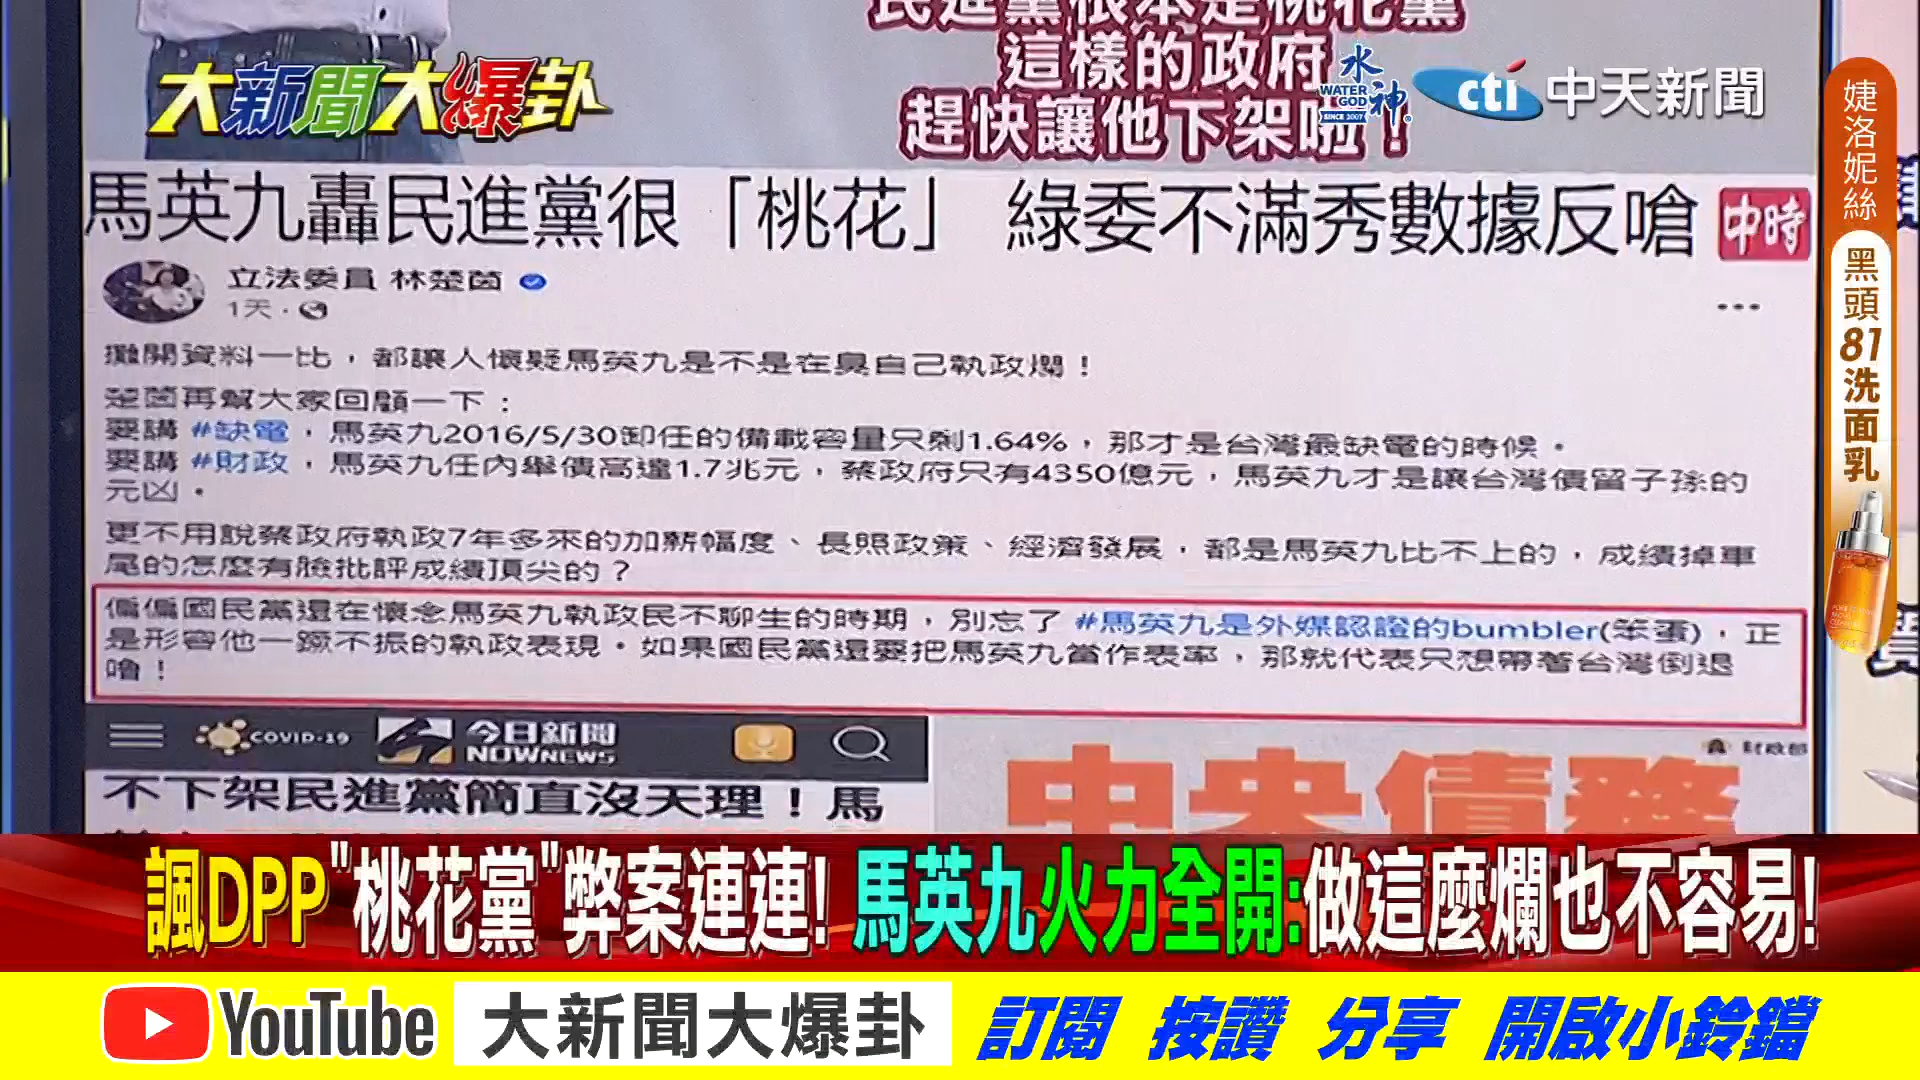 民進黨根本是桃花黨
這樣的政府
趕快讓他下架啦！
大新聞大爆卦
水神
WATER GOD
SINCE 2007
cti 中天新聞
婕洛妮絲
黑頭81洗面乳
馬英九轟民進黨很「桃花」 綠委不滿秀數據反嗆 中時
立法委員 林楚茵
1天
攤開資料一比，都讓人懷疑馬英九是不是在臭自己執政爛！
楚茵再幫大家回顧一下：
要講 #缺電，馬英九2016/5/30卸任的備載容量只剩1.64%，那才是台灣最缺電的時候。
要講 #財政，馬英九任內舉債高達1.7兆元，蔡政府只有4350億元，馬英九才是讓台灣債留子孫的
元凶。
更不用說蔡政府執政7年多來的加薪幅度、長照政策、經濟發展，都是馬英九比不上的，成績掉車
尾的怎麼有臉批評成績頂尖的？
偏偏國民黨還在懷念馬英九執政民不聊生的時期，別忘了 #馬英九是外媒認證的bumbler(笨蛋)，正
是形容他一蹶不振的執政表現。如果國民黨還要把馬英九當作表率，那就代表只想帶著台灣倒退
嚕！
COVID-19 今日新聞
NOWNEWS
財政部
不下架民進黨簡直沒天理！馬
中央債務
諷DPP"桃花黨"弊案連連! 馬英九火力全開:做這麼爛也不容易!
YouTube 大新聞大爆卦 訂閱 按讚 分享 開啟小鈴鐺